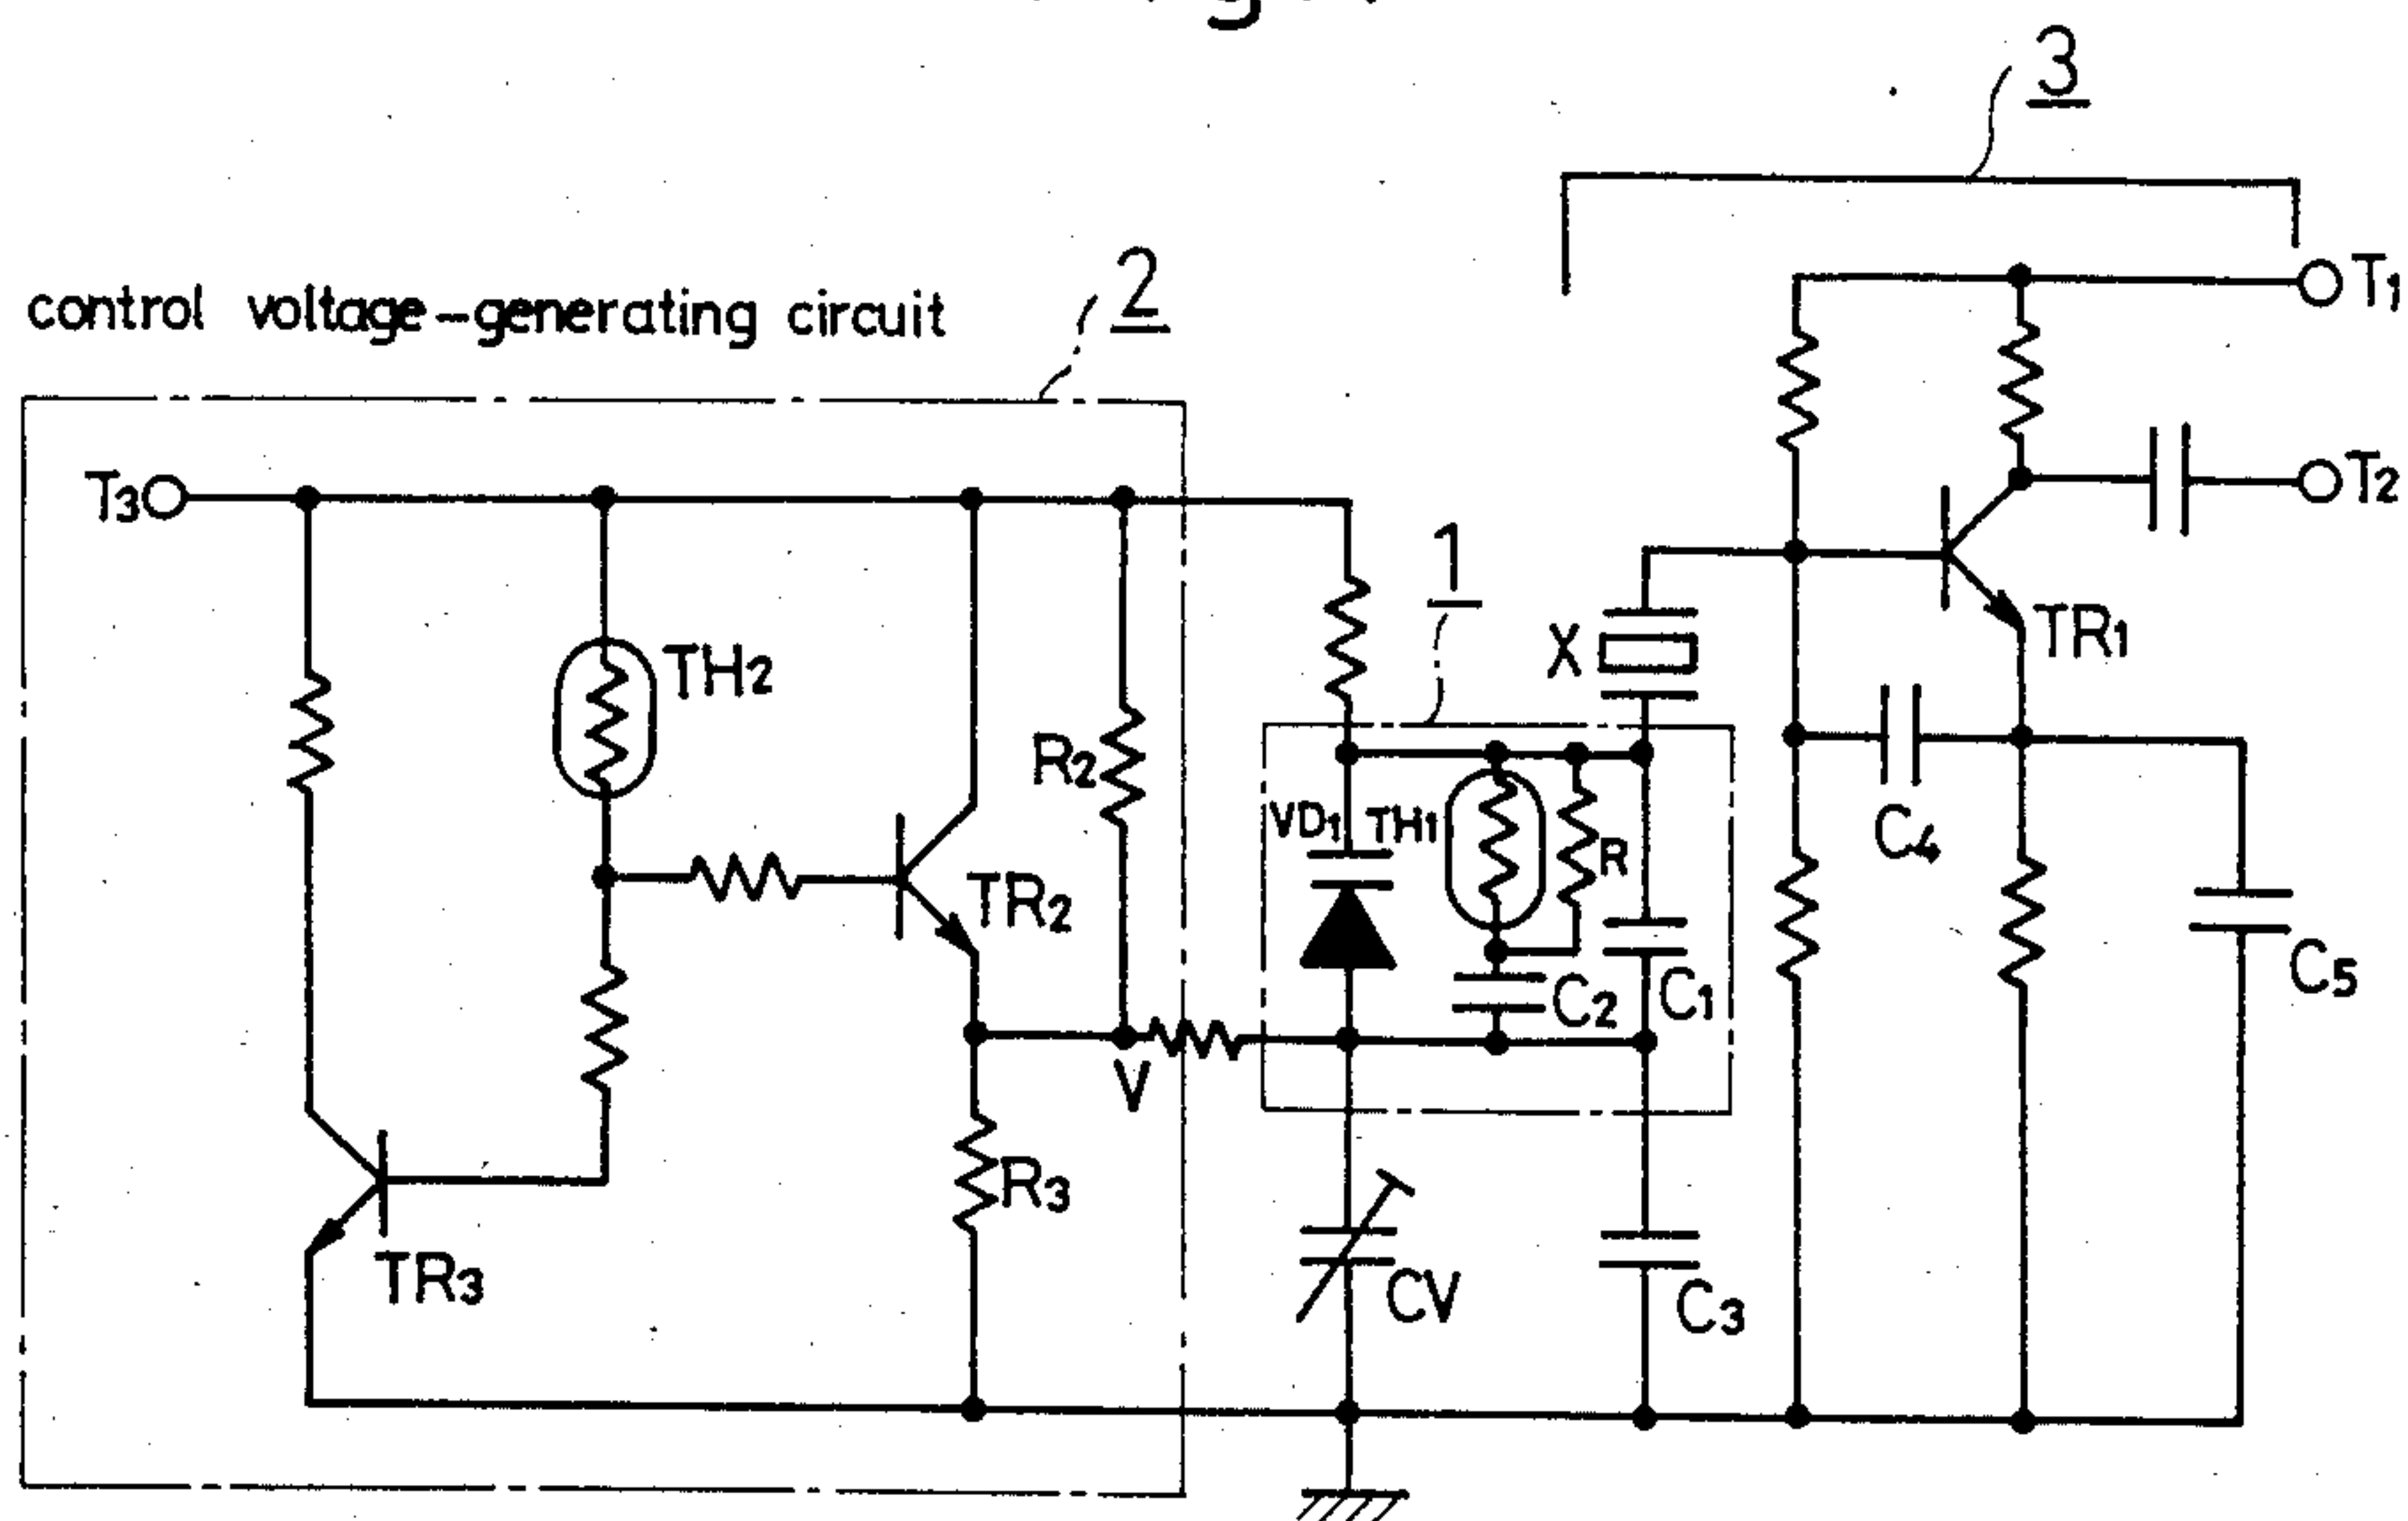 3
T1
control voltage-generating circuit
2
T3
T2
1
X
TR1
TH2
R2
VD1
TH1
R
C4
TR2
C2
C1
C5
V
R3
TR3
CV
C3